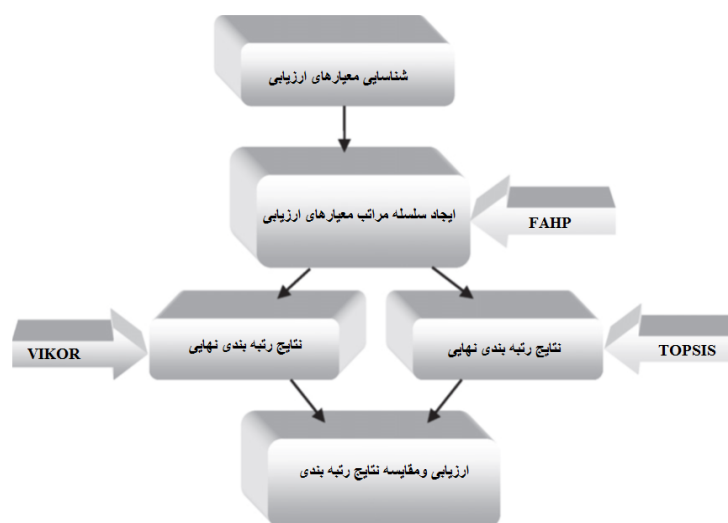 شناسایی معیارهای ارزیابی
ایجاد سلسله مراتب معیارهای ارزیابی
FAHP
نتایج رتبه بندی نهایی
TOPSIS
نتایج رتبه بندی نهایی
VIKOR
ارزیابی ومقایسه نتایج رتبه بندی